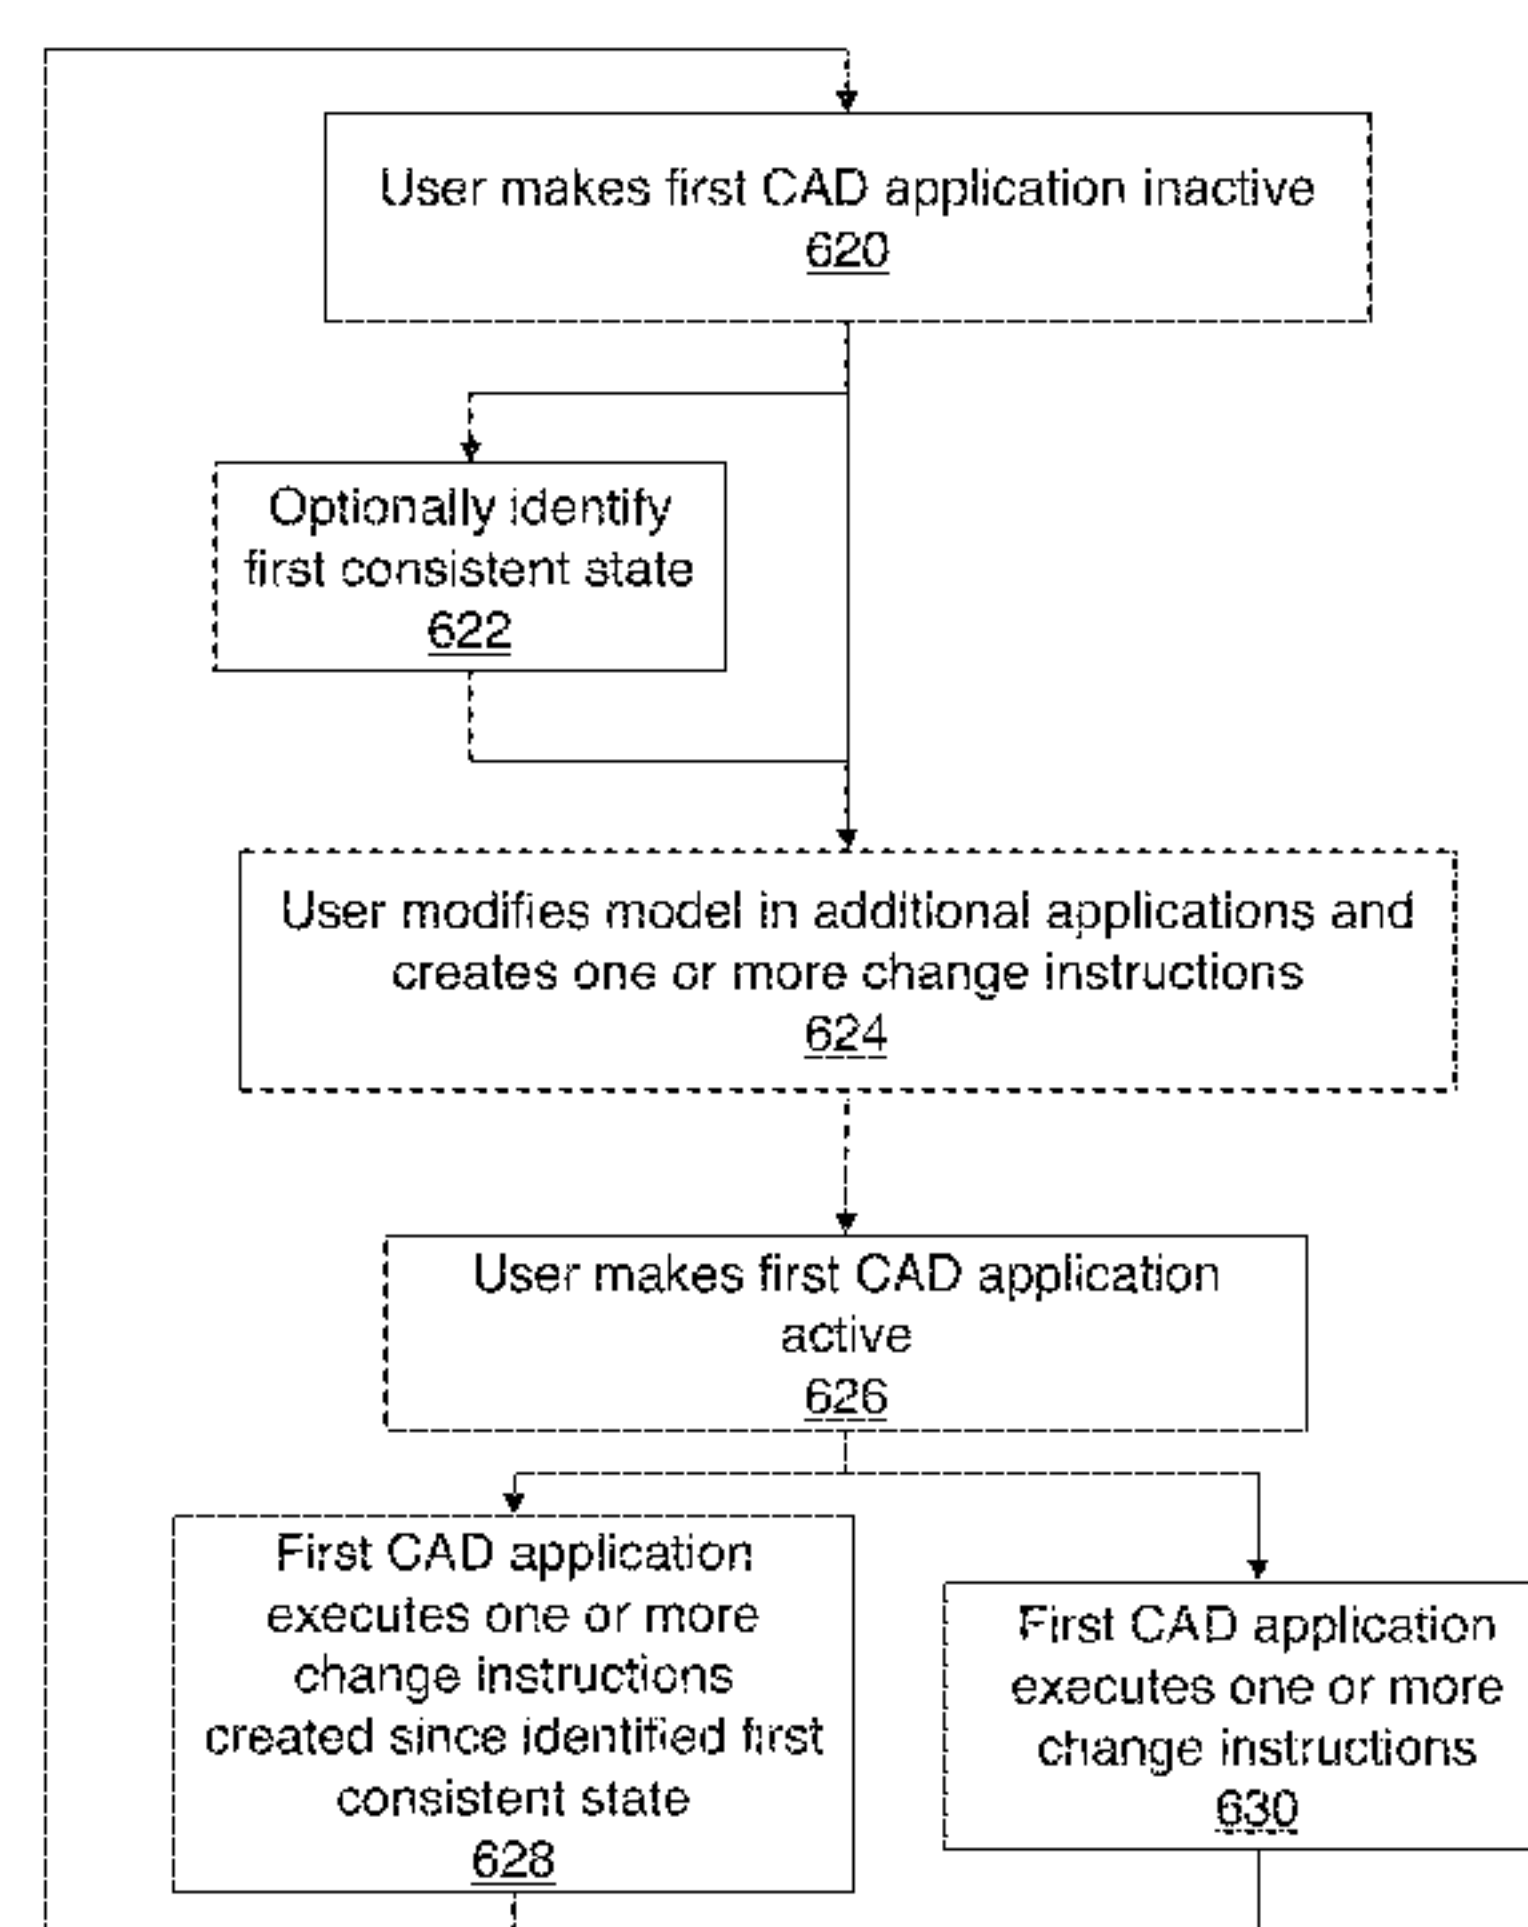 User makes first CAD application inactive
620
Optionally identify
first consistent state
622
User modifies model in additional applications and
creates one or more change instructions
624
User makes first CAD application
active
626
First CAD application
executes one or more
change instructions
created since identified first
consistent state
628
First CAD application
executes one or more
change instructions
630